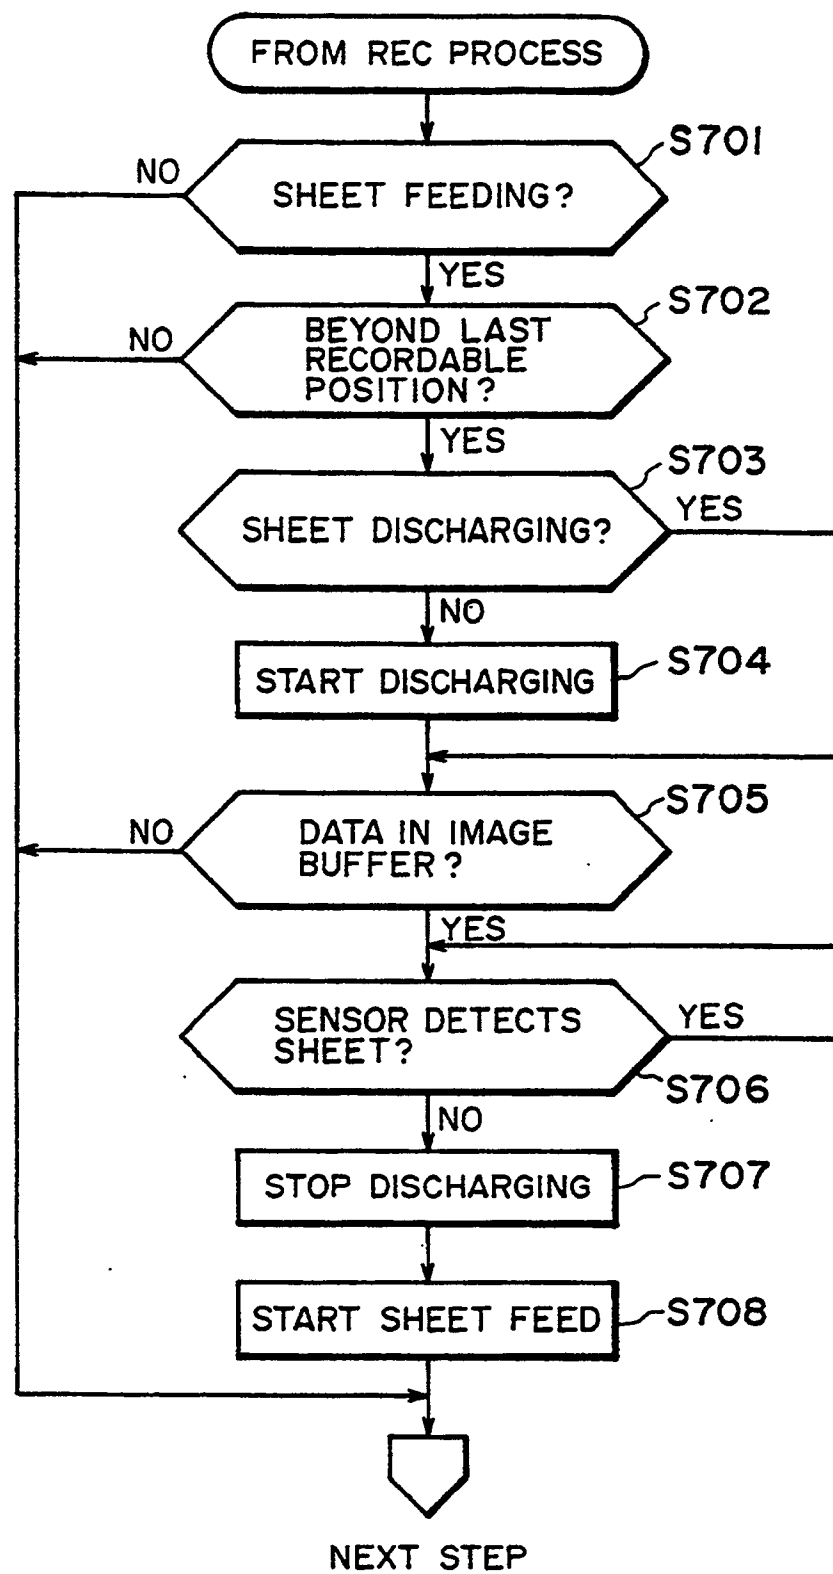 FROM REC PROCESS
S701
NO
SHEET FEEDING?
YES
S702
NO
BEYOND LAST
RECORDABLE
POSITION?
YES
S703
SHEET DISCHARGING?
YES
NO
S704
START DISCHARGING
S705
NO
DATA IN IMAGE
BUFFER?
YES
SENSOR DETECTS
SHEET?
YES
S706
NO
STOP DISCHARGING
S707
START SHEET FEED
S708
NEXT STEP